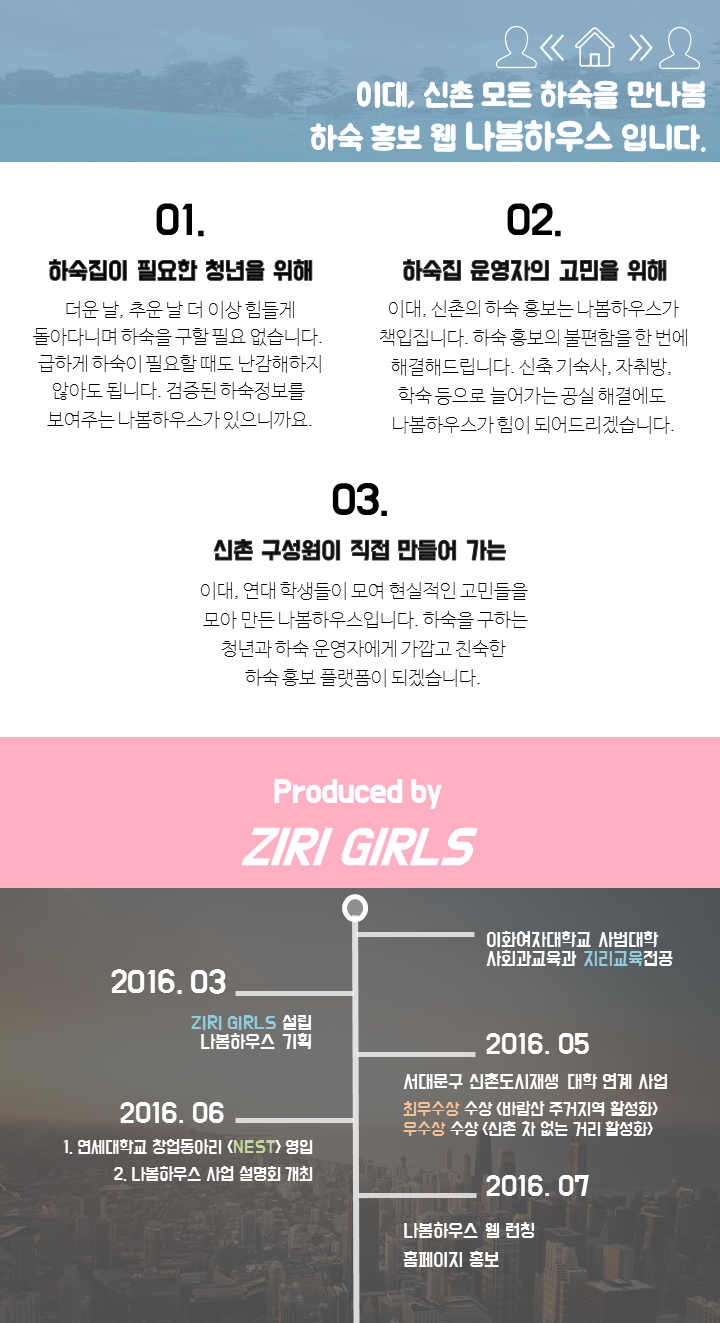 이대, 신촌 모든 하숙을 만나봄
하숙 홍보 웹 나봄하우스 입니다.
01.
하숙집이 필요한 청년을 위해
더운 날, 추운 날 더 이상 힘들게
돌아다니며 하숙을 구할 필요 없습니다.
급하게 하숙이 필요할 때도 난감해하지
않아도 됩니다. 검증된 하숙정보를
보여주는 나봄하우스가 있으니까요.
02.
하숙집 운영자의 고민을 위해
이대, 신촌의 하숙 홍보는 나봄하우스가
책입집니다. 하숙 홍보의 불편함을 한 번에
해결해드립니다. 신축 기숙사, 자취방,
학숙 등으로 늘어가는 공실 해결에도
나봄하우스가 힘이 되어드리겠습니다.
03.
신촌 구성원이 직접 만들어 가는
이대, 연대 학생들이 모여 현실적인 고민들을
모아 만든 나봄하우스입니다. 하숙을 구하는
청년과 하숙 운영자에게 가깝고 친숙한
하숙 홍보 플랫폼이 되겠습니다.
Produced by
ZIRI GIRLS
이화여자대학교 사범대학
사회과교육과 지리교육전공
2016. 03
ZIRI GIRLS 설립
나봄하우스 기획
2016. 05
서대문구 신촌도시재생 대학 연계 사업
최우수상 수상 <바람산 주거지역 활성화>
우수상 수상 <신촌 차 없는 거리 활성화>
2016. 06
1. 연세대학교 창업동아리 <NEST> 영입
2. 나봄하우스 사업 설명회 개최
2016. 07
나봄하우스 웹 런칭
홈페이지 홍보